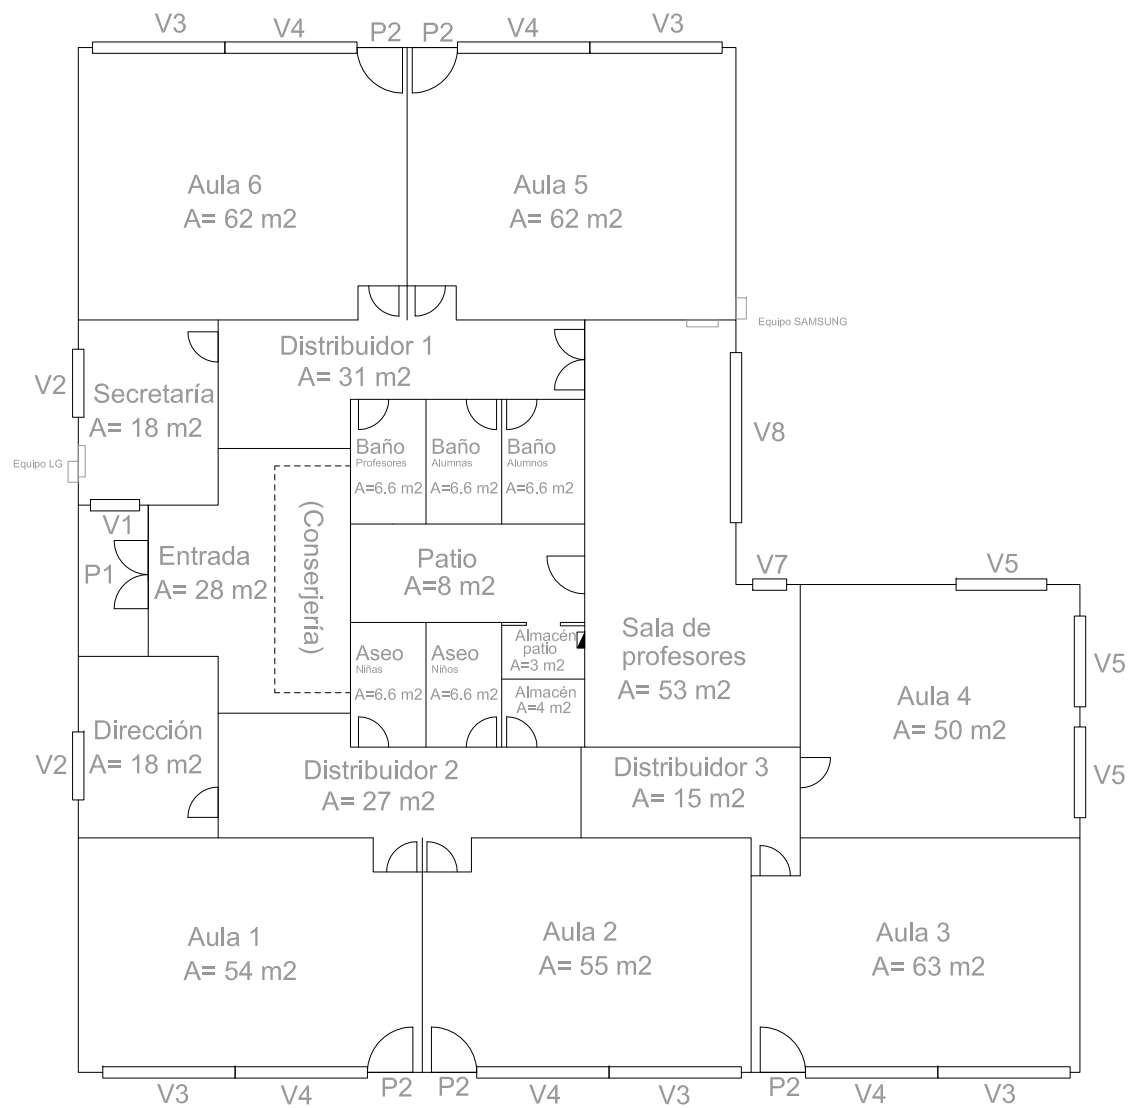 V3 V4 P2 P2 V4 V3
Aula 6
A= 62 m2
Aula 5
A= 62 m2
Equipo SAMSUNG
Distribuidor 1
A= 31 m2
V2
Secretaría
A= 18 m2
V8
Equipo LG
Baño
Profesores
A=6.6 m2
Baño
Alumnas
A=6.6 m2
Baño
Alumnos
A=6.6 m2
V1
P1
Entrada
A= 28 m2
(Conserjería)
Patio
A=8 m2
V7
V5
Sala de
profesores
A= 53 m2
Almacén
patio
A=3 m2
Aseo
Niñas
A=6.6 m2
Aseo
Niños
A=6.6 m2
Almacén
A=4 m2
V5
Aula 4
A= 50 m2
V5
Dirección
A= 18 m2
V2
Distribuidor 2
A= 27 m2
Distribuidor 3
A= 15 m2
Aula 1
A= 54 m2
Aula 2
A= 55 m2
Aula 3
A= 63 m2
V3 V4 P2 P2 V4 V3 P2 V4 V3